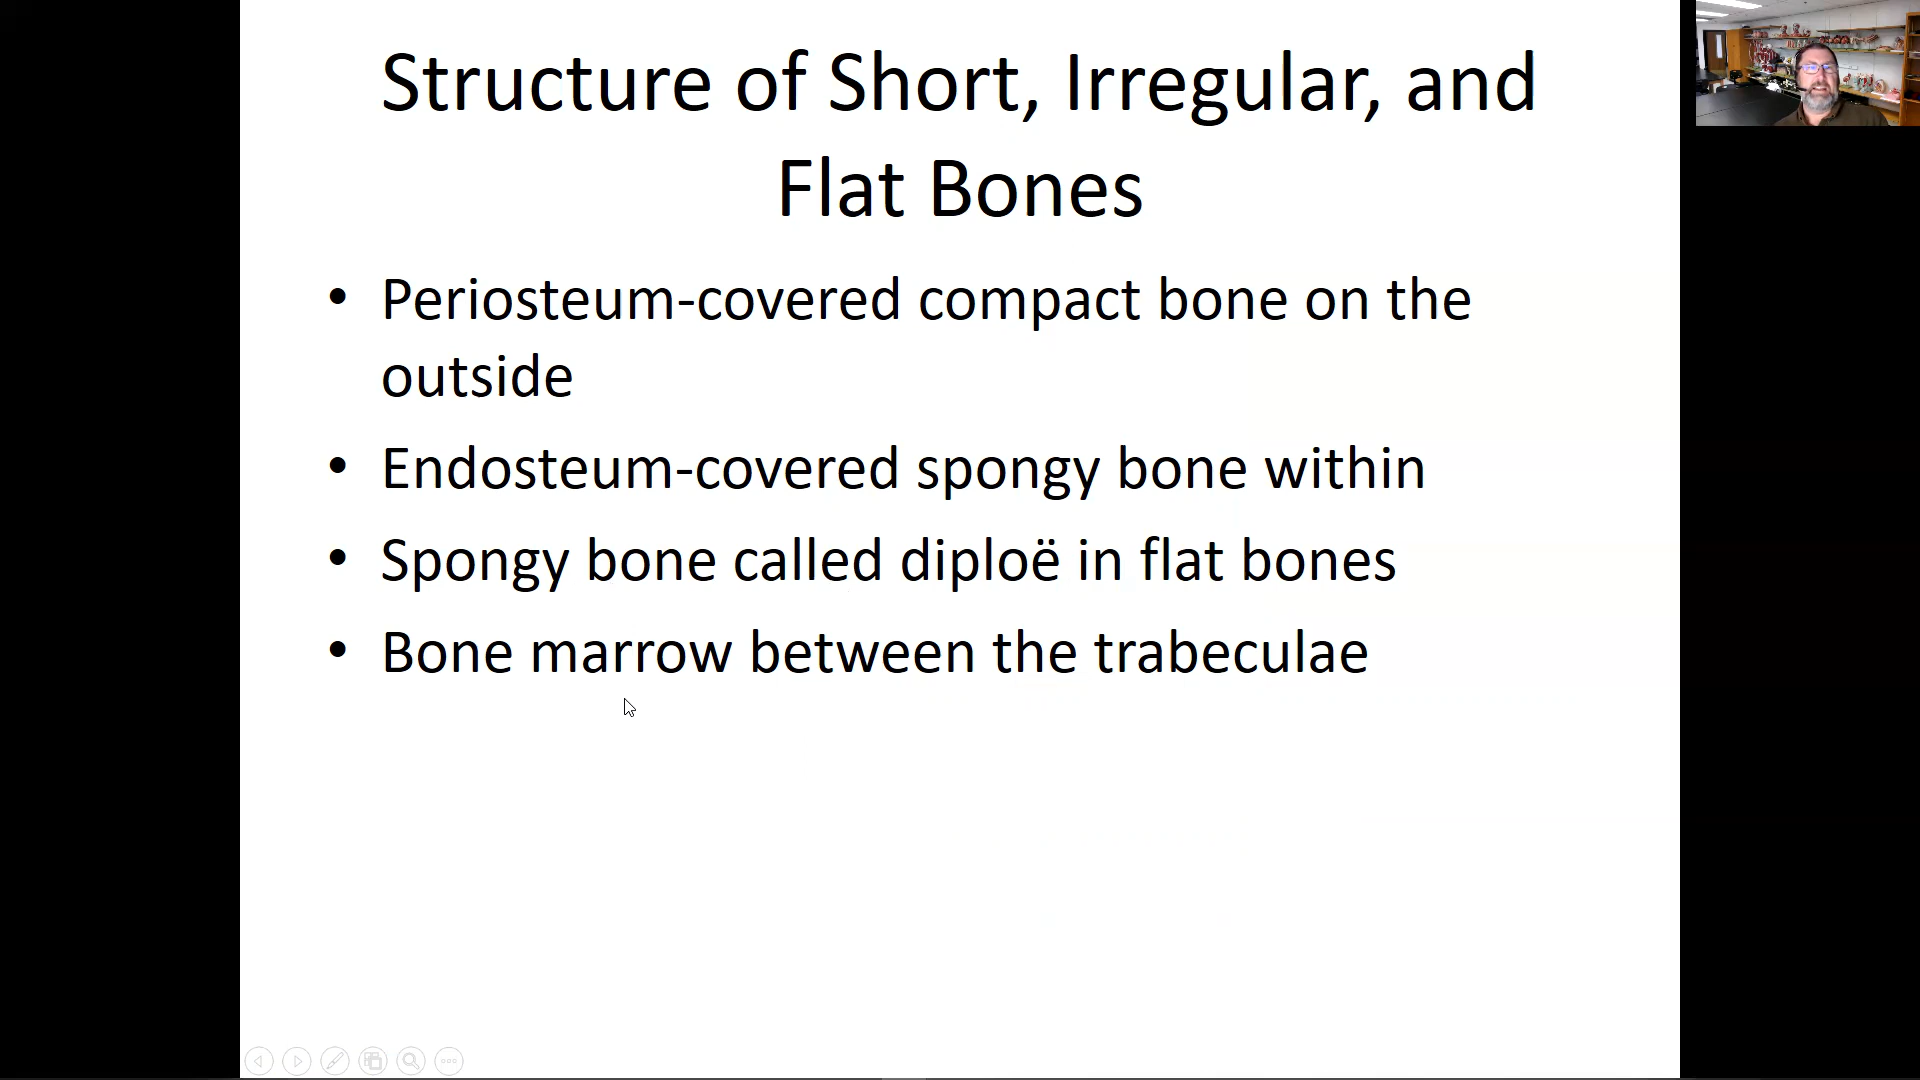 Structure of Short, Irregular, and
Flat Bones
• Periosteum-covered compact bone on the
outside
• Endosteum-covered spongy bone within
• Spongy bone called diploë in flat bones
• Bone marrow between the trabeculae